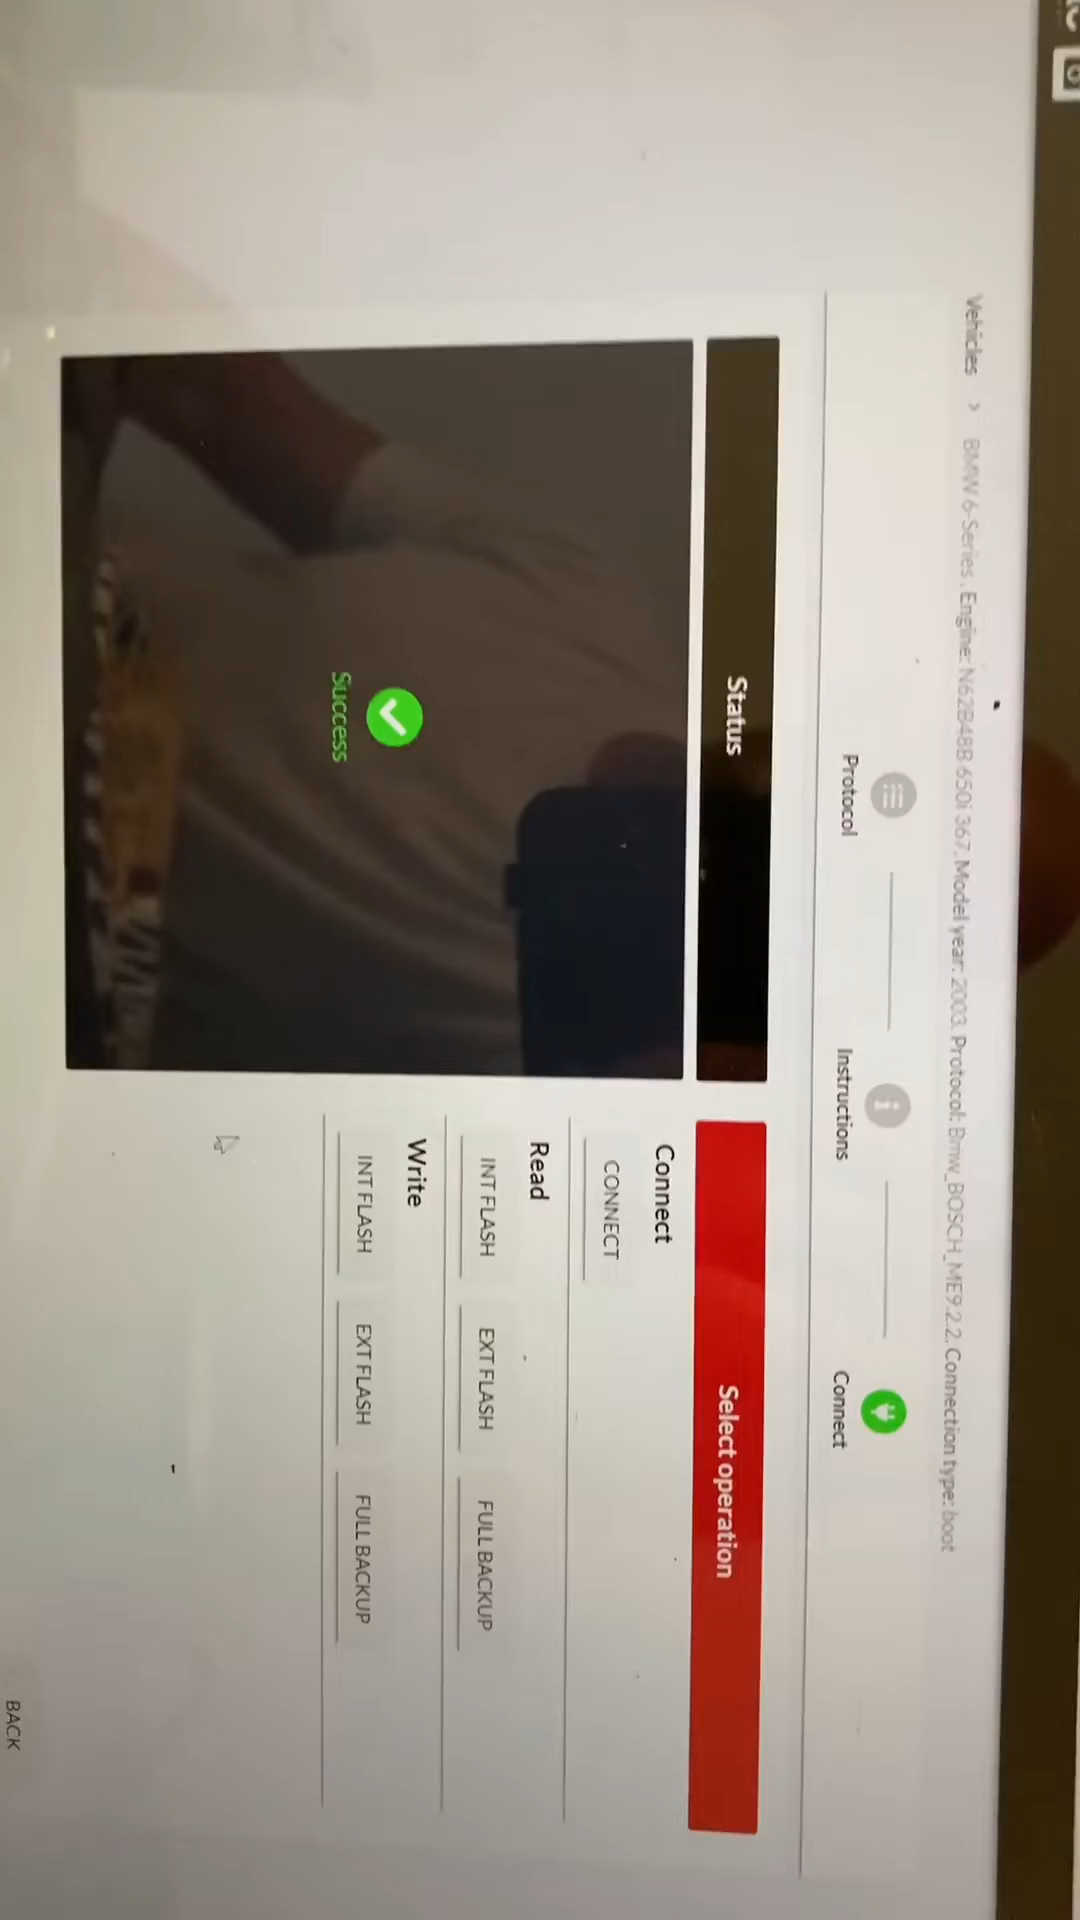 Vehicles > BMW 6-Series , Engine: N62B48B 650i 367, Model year: 2003, Protocol: Bmw_BOSCH_ME9.2.2, Connection type: boot
Protocol
Instructions
Connect
Status
Success
Select operation
Connect
CONNECT
Read
INT FLASH EXT FLASH FULL BACKUP
Write
INT FLASH EXT FLASH FULL BACKUP
BACK